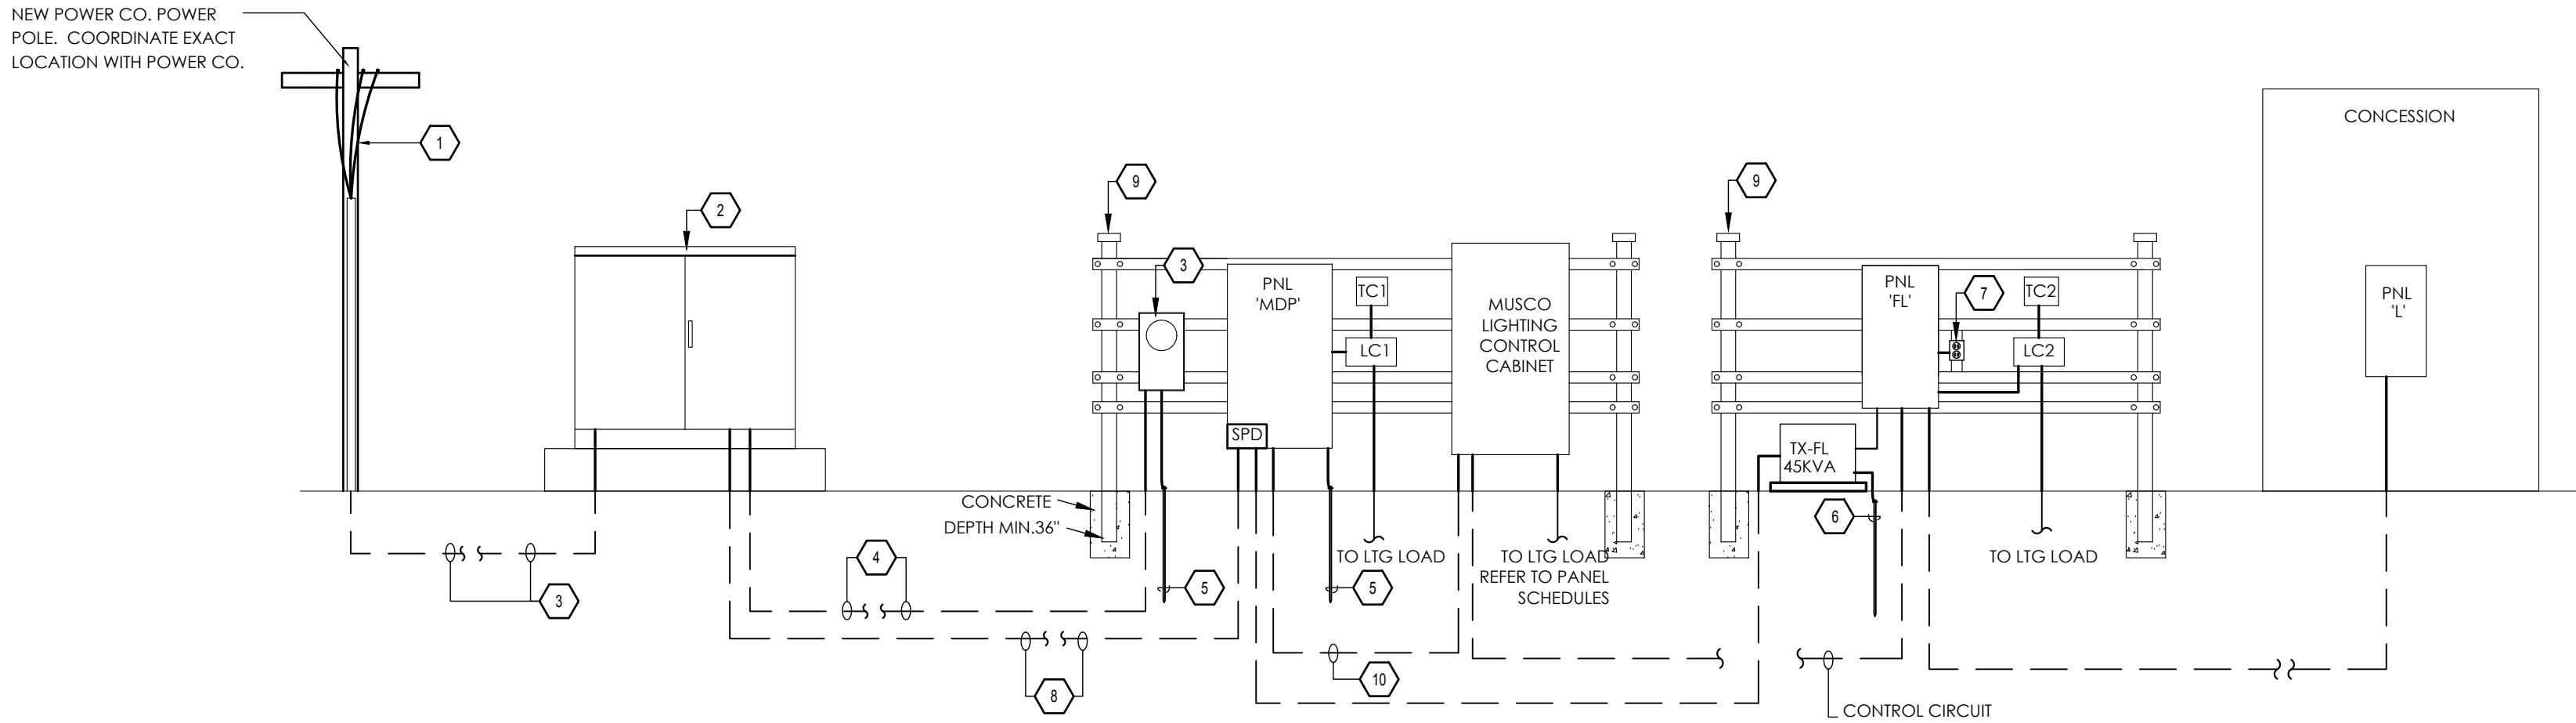 NEW POWER CO. POWER
POLE. COORDINATE EXACT
LOCATION WITH POWER CO.
1
2
9
3
PNL
'MDP'
TC1
LC1
SPD
MUSCO
LIGHTING
CONTROL
CABINET
9
PNL
'FL'
7
TC2
LC2
TX-FL
45KVA
CONCESSION
PNL
'L'
CONCRETE
DEPTH MIN.36"
3
4
5
8
5
TO LTG LOAD
10
TO LTG LOAD
REFER TO PANEL
SCHEDULES
6
TO LTG LOAD
CONTROL CIRCUIT